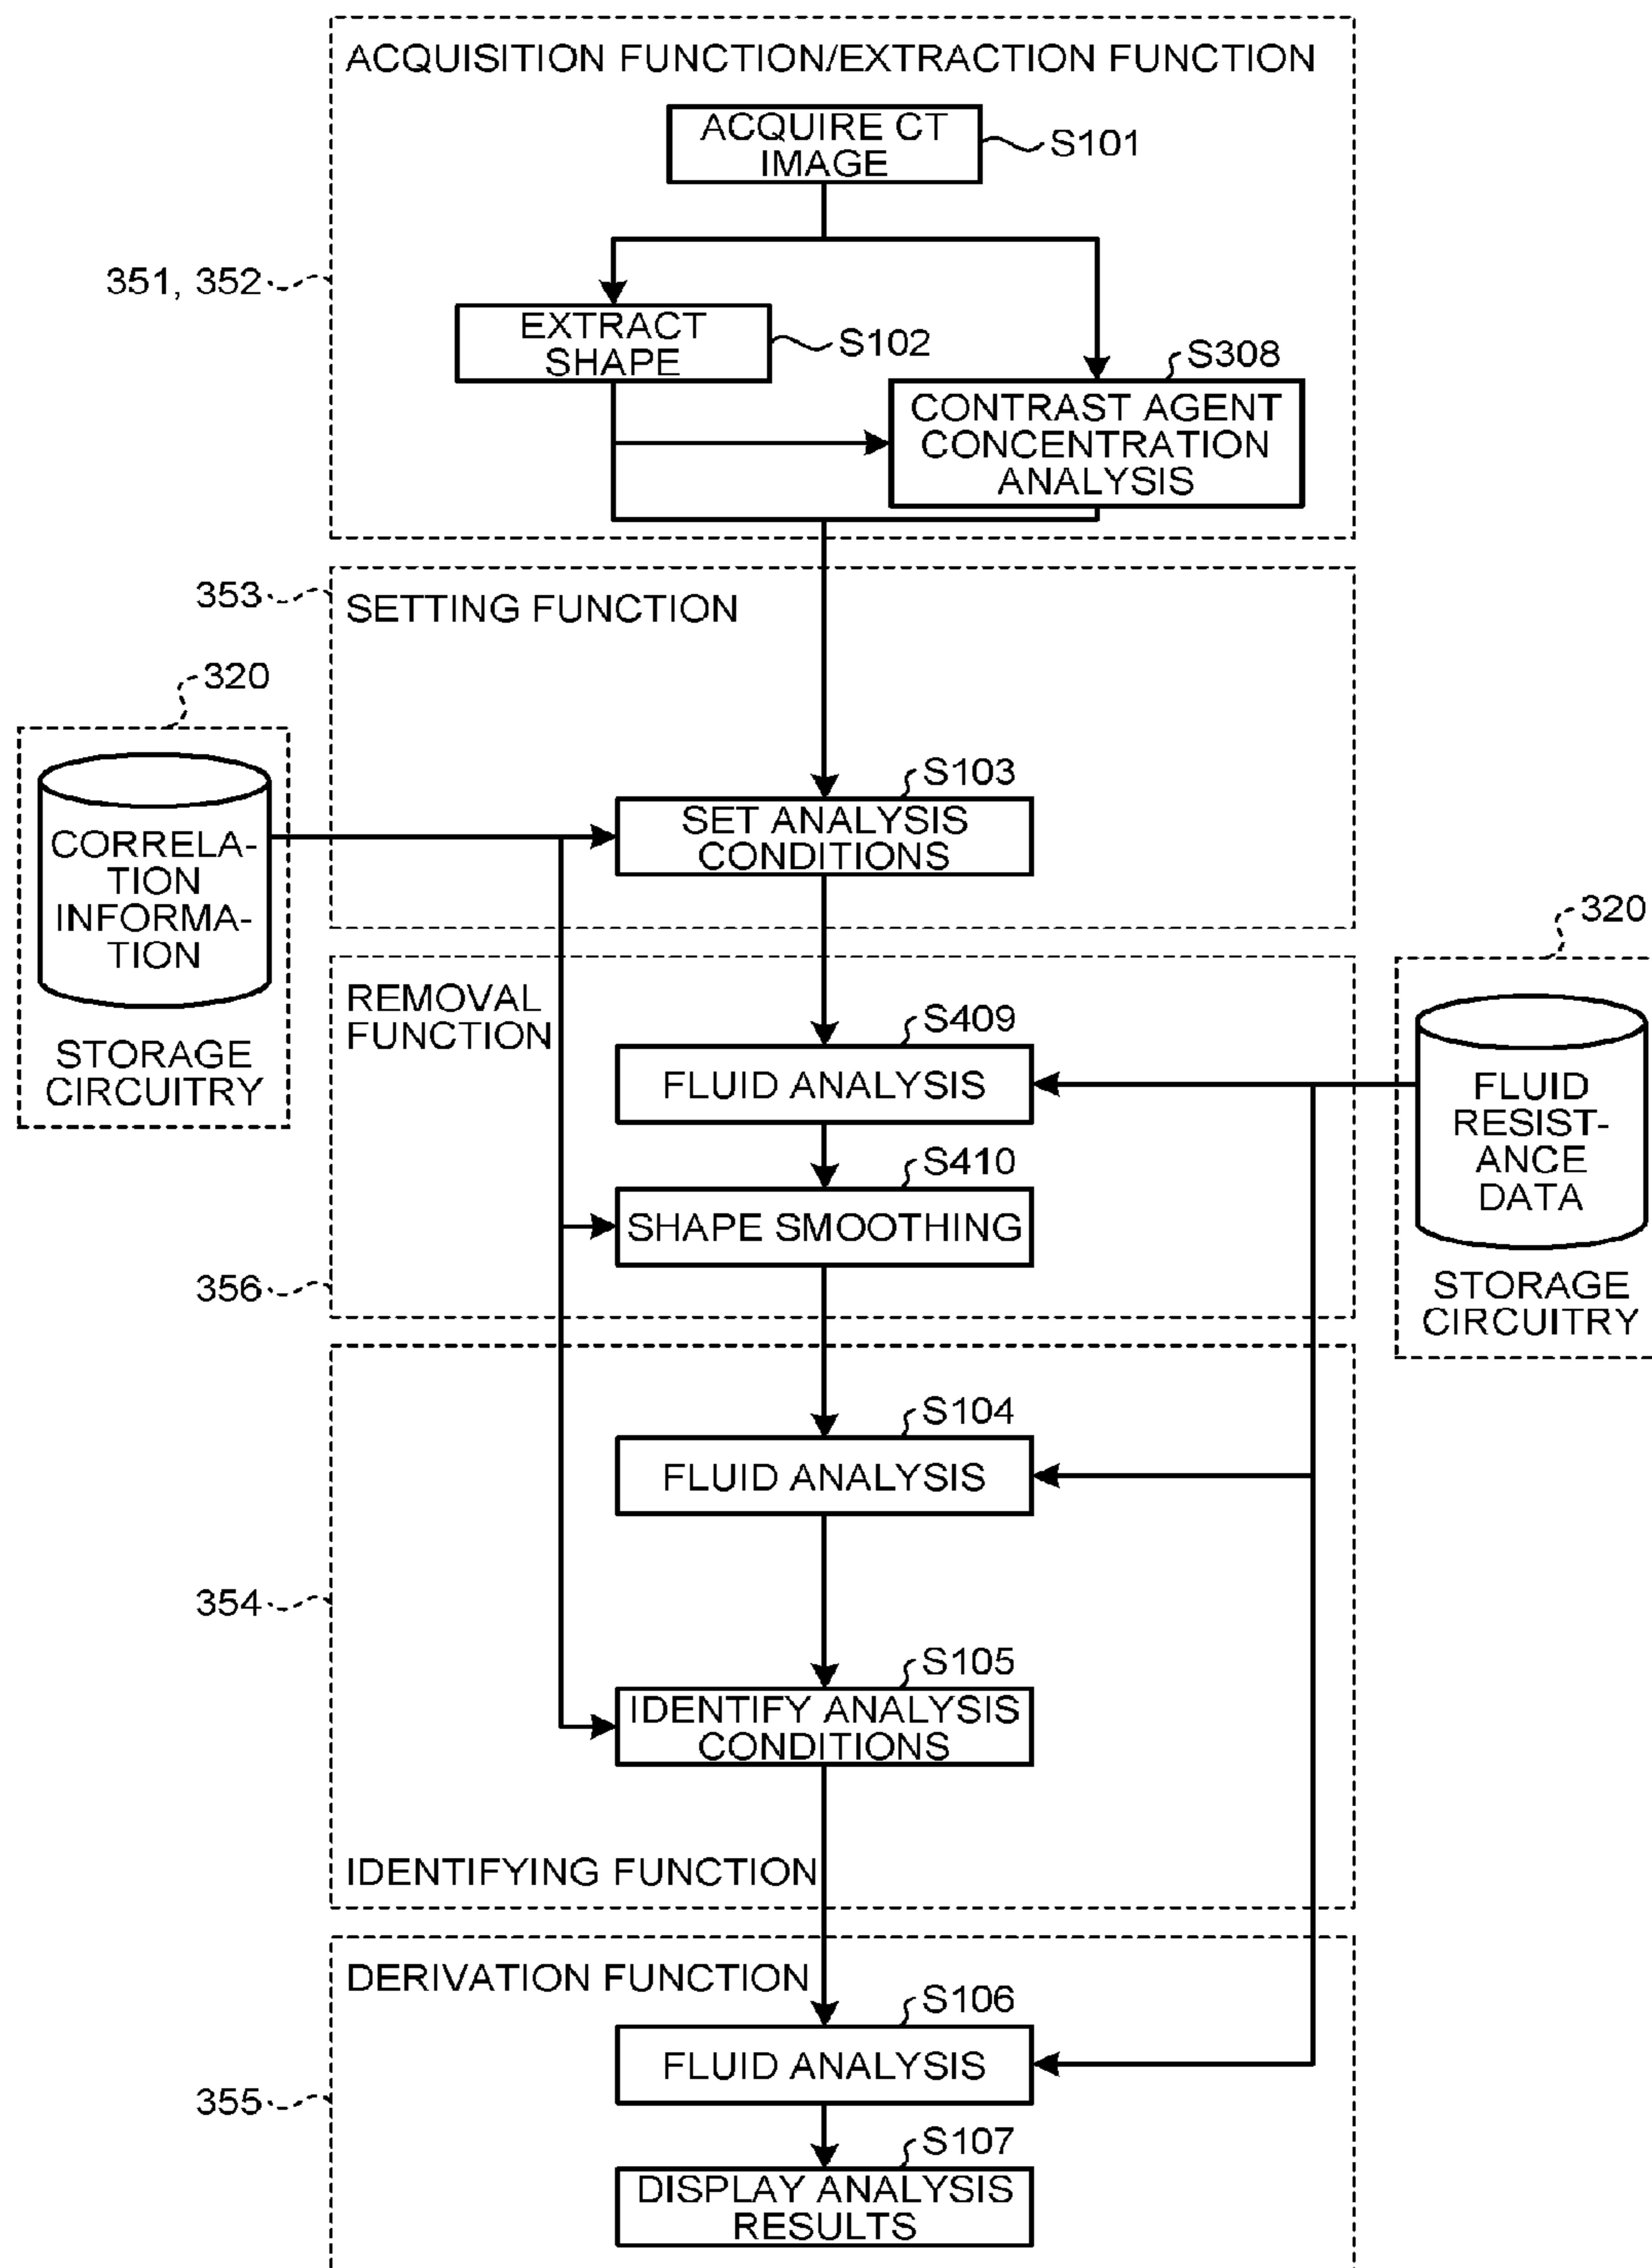 ACQUISITION FUNCTION/EXTRACTION FUNCTION
ACQUIRE CT
IMAGE
S101
351, 352
EXTRACT
SHAPE
S102
S308
CONTRAST AGENT
CONCENTRATION
ANALYSIS
353
SETTING FUNCTION
320
CORRELA-
TION
INFORMA-
TION
STORAGE
CIRCUITRY
S103
SET ANALYSIS
CONDITIONS
320
FLUID
RESIST-
ANCE
DATA
STORAGE
CIRCUITRY
REMOVAL
FUNCTION
S409
FLUID ANALYSIS
S410
SHAPE SMOOTHING
356
S104
FLUID ANALYSIS
354
S105
IDENTIFY ANALYSIS
CONDITIONS
IDENTIFYING FUNCTION
DERIVATION FUNCTION
S106
FLUID ANALYSIS
355
S107
DISPLAY ANALYSIS
RESULTS